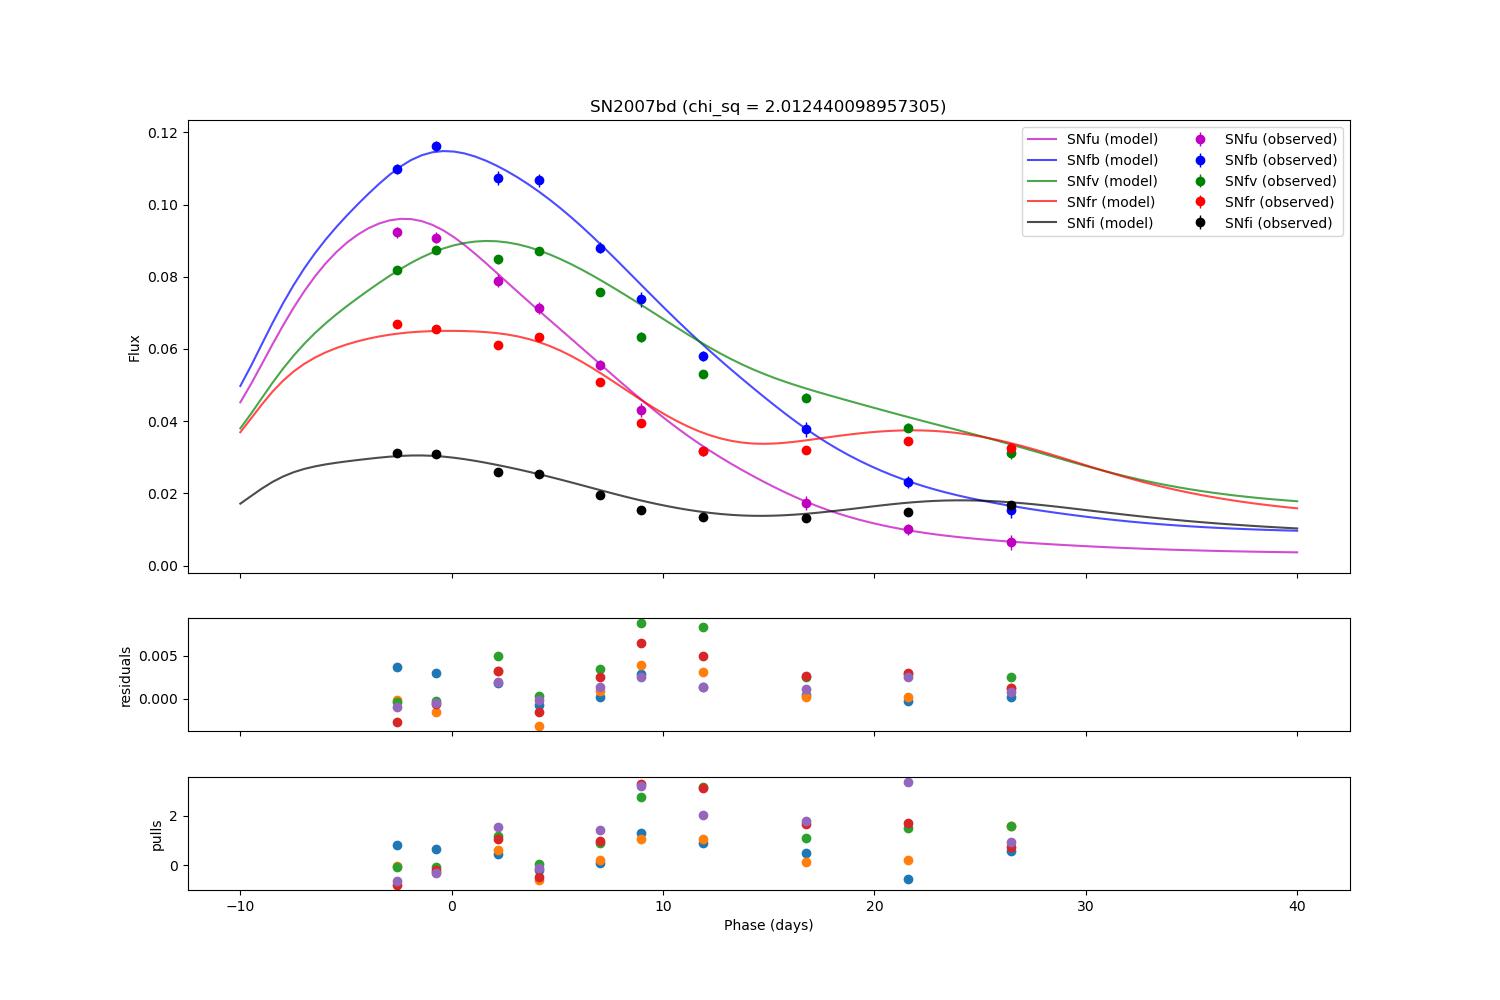 SN2007bd (chi_sq = 2.012440098957305)
0.12
0.10
0.08
0.06
0.04
0.02
0.00
Flux
SNfu (model) SNfu (observed)
SNfb (model) SNfb (observed)
SNfv (model) SNfv (observed)
SNfr (model) SNfr (observed)
SNfi (model) SNfi (observed)
0.005
0.000
residuals
2
0
pulls
−10 0 10 20 30 40
Phase (days)